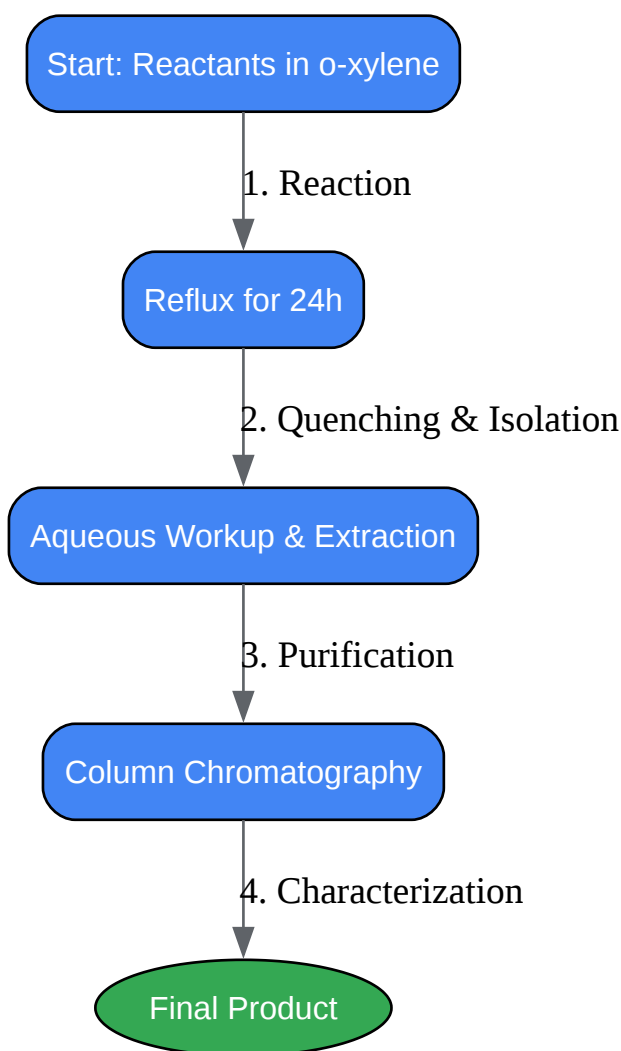 Start: Reactants in o-xylene
1. Reaction
Reflux for 24h
2. Quenching & Isolation
Aqueous Workup & Extraction
3. Purification
Column Chromatography
4. Characterization
Final Product